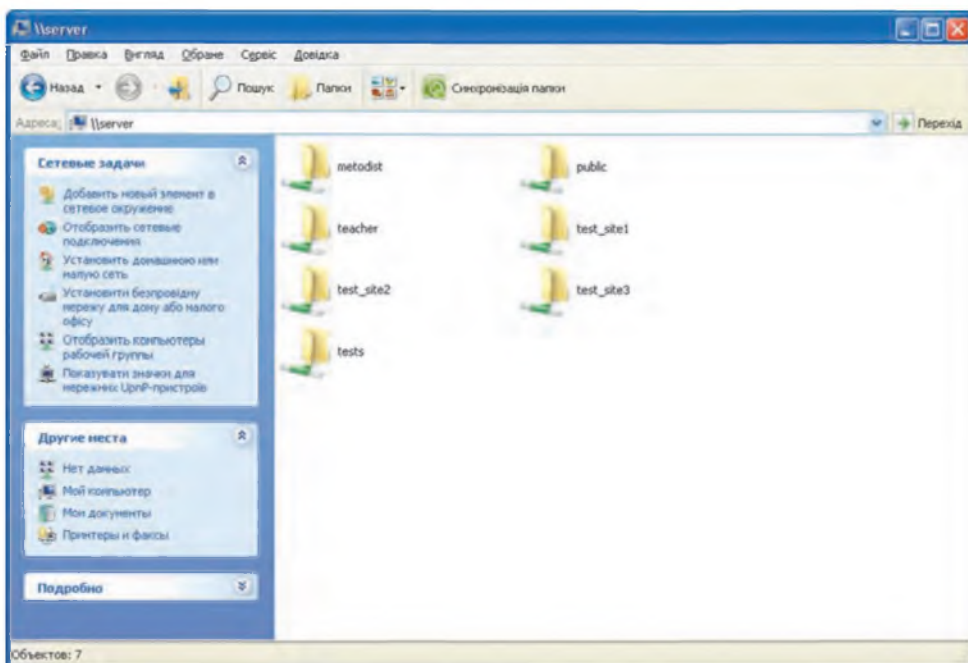 \\server
Файл Правка Вигляд Обране Сервіс Довідка
Назад Пошук Папки Синхронізація папки
Адреса: \\server Перехід
Сетевые задачи
Добавить новый элемент в
сетевое окружение
Отобразить сетевые
подключения
Установить домашнюю или
малую сеть
Установити безпровідну
мережу для дому або малого
офісу
Отобразить компьютеры
рабочей группы
Показувати значки для
мережних UpnP-пристроїв
Другие места
Нет данных
Мой компьютер
Мои документы
Принтеры и факсы
Подробно
metodist
public
teacher
test_site1
test_site2
test_site3
tests
Объектов: 7